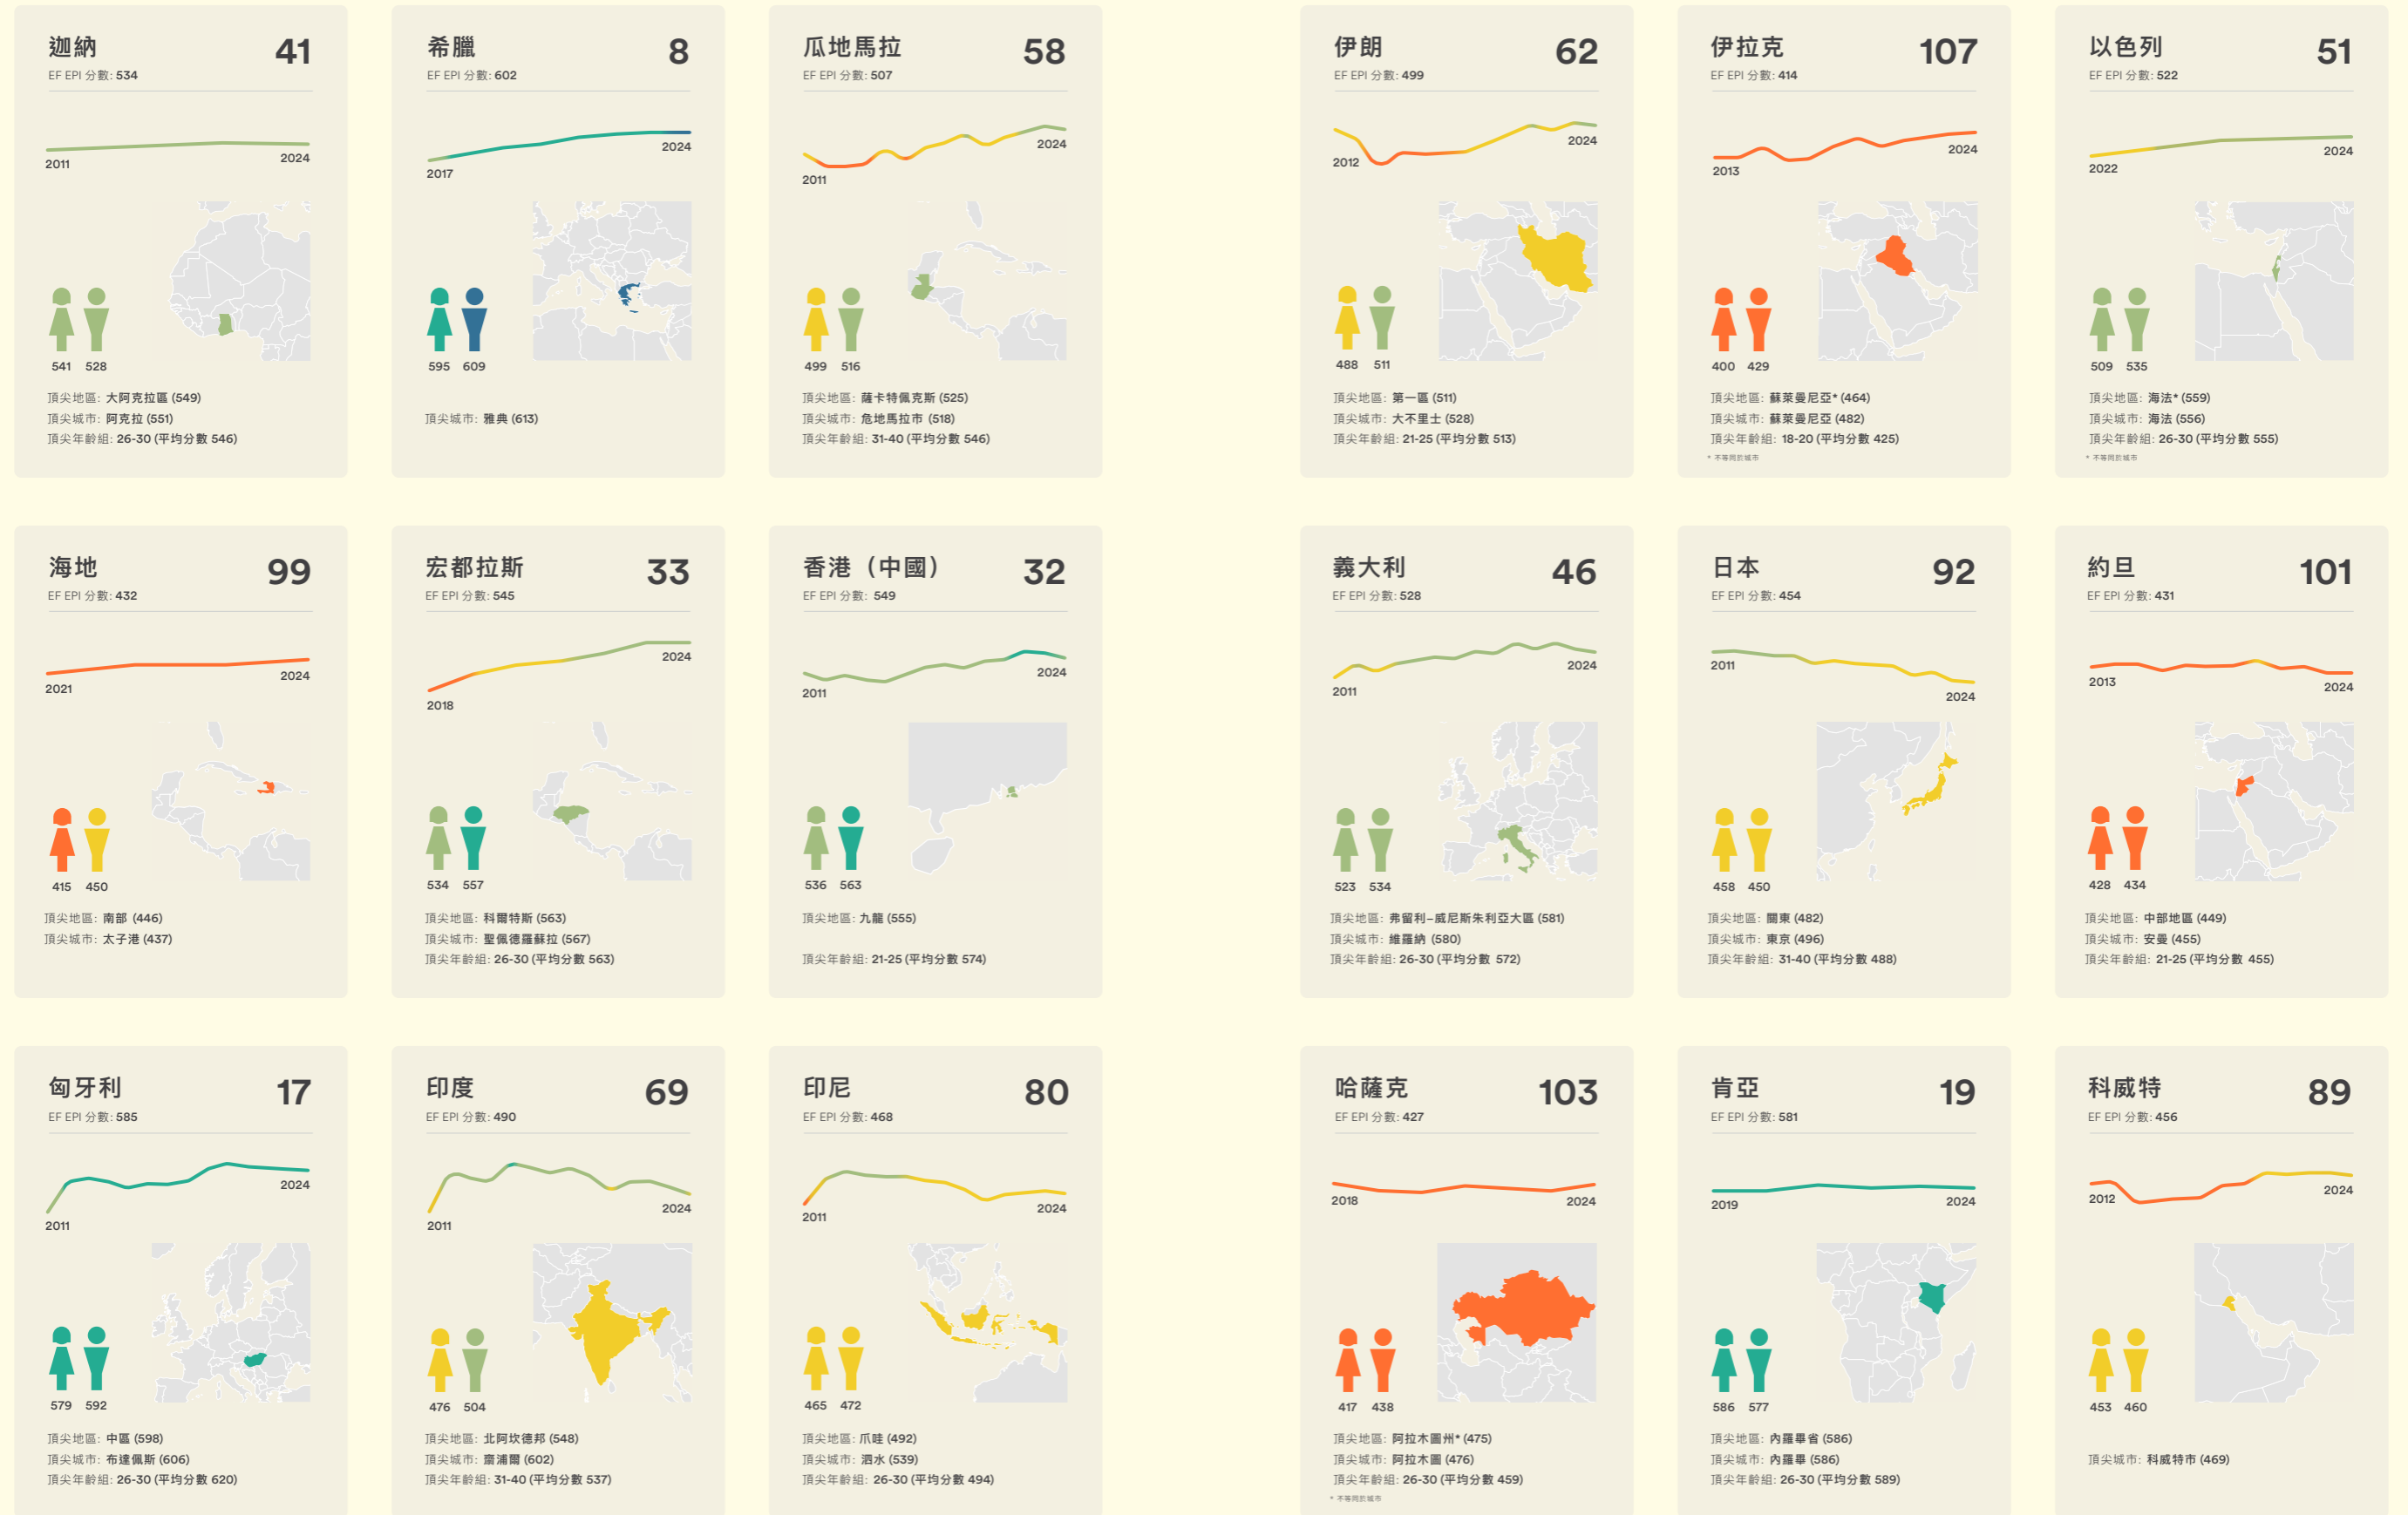 迦納
41
EF EPI 分數: 534
2011
2024
541 528
頂尖地區: 大阿克拉區 (549)
頂尖城市: 阿克拉 (551)
頂尖年齡組: 26-30 (平均分數 546)
希臘
8
EF EPI 分數: 602
2017
2024
595 609
頂尖城市: 雅典 (613)
瓜地馬拉
58
EF EPI 分數: 507
2011
2024
499 516
頂尖地區: 薩卡特佩克斯 (525)
頂尖城市: 危地馬拉市 (518)
頂尖年齡組: 31-40 (平均分數 546)
伊朗
62
EF EPI 分數: 499
2012
2024
488 511
頂尖地區: 第一區 (511)
頂尖城市: 大不里士 (528)
頂尖年齡組: 21-25 (平均分數 513)
伊拉克
107
EF EPI 分數: 414
2013
2024
400 429
頂尖地區: 蘇萊曼尼亞* (464)
頂尖城市: 蘇萊曼尼亞 (482)
頂尖年齡組: 18-20 (平均分數 425)
* 不等同於城市
以色列
51
EF EPI 分數: 522
2022
2024
509 535
頂尖地區: 海法* (559)
頂尖城市: 海法 (556)
頂尖年齡組: 26-30 (平均分數 555)
* 不等同於城市
海地
99
EF EPI 分數: 432
2021
2024
415 450
頂尖地區: 南部 (446)
頂尖城市: 太子港 (437)
宏都拉斯
33
EF EPI 分數: 545
2018
2024
534 557
頂尖地區: 科爾特斯 (563)
頂尖城市: 聖佩德羅蘇拉 (567)
頂尖年齡組: 26-30 (平均分數 563)
香港（中國）
32
EF EPI 分數: 549
2011
2024
536 563
頂尖地區: 九龍 (555)
頂尖年齡組: 21-25 (平均分數 574)
義大利
46
EF EPI 分數: 528
2011
2024
523 534
頂尖地區: 弗留利–威尼斯朱利亞大區 (581)
頂尖城市: 維羅納 (580)
頂尖年齡組: 26-30 (平均分數 572)
日本
92
EF EPI 分數: 454
2011
2024
458 450
頂尖地區: 關東 (482)
頂尖城市: 東京 (496)
頂尖年齡組: 31-40 (平均分數 488)
約旦
101
EF EPI 分數: 431
2013
2024
428 434
頂尖地區: 中部地區 (449)
頂尖城市: 安曼 (455)
頂尖年齡組: 21-25 (平均分數 455)
匈牙利
17
EF EPI 分數: 585
2011
2024
579 592
頂尖地區: 中區 (598)
頂尖城市: 布達佩斯 (606)
頂尖年齡組: 26-30 (平均分數 620)
印度
69
EF EPI 分數: 490
2011
2024
476 504
頂尖地區: 北阿坎德邦 (548)
頂尖城市: 齋浦爾 (602)
頂尖年齡組: 31-40 (平均分數 537)
印尼
80
EF EPI 分數: 468
2011
2024
465 472
頂尖地區: 爪哇 (492)
頂尖城市: 泗水 (539)
頂尖年齡組: 26-30 (平均分數 494)
哈薩克
103
EF EPI 分數: 427
2018
2024
417 438
頂尖地區: 阿拉木圖州* (475)
頂尖城市: 阿拉木圖 (476)
頂尖年齡組: 26-30 (平均分數 459)
* 不等同於城市
肯亞
19
EF EPI 分數: 581
2019
2024
586 577
頂尖地區: 內羅畢省 (586)
頂尖城市: 內羅畢 (586)
頂尖年齡組: 26-30 (平均分數 589)
科威特
89
EF EPI 分數: 456
2012
2024
453 460
頂尖城市: 科威特市 (469)